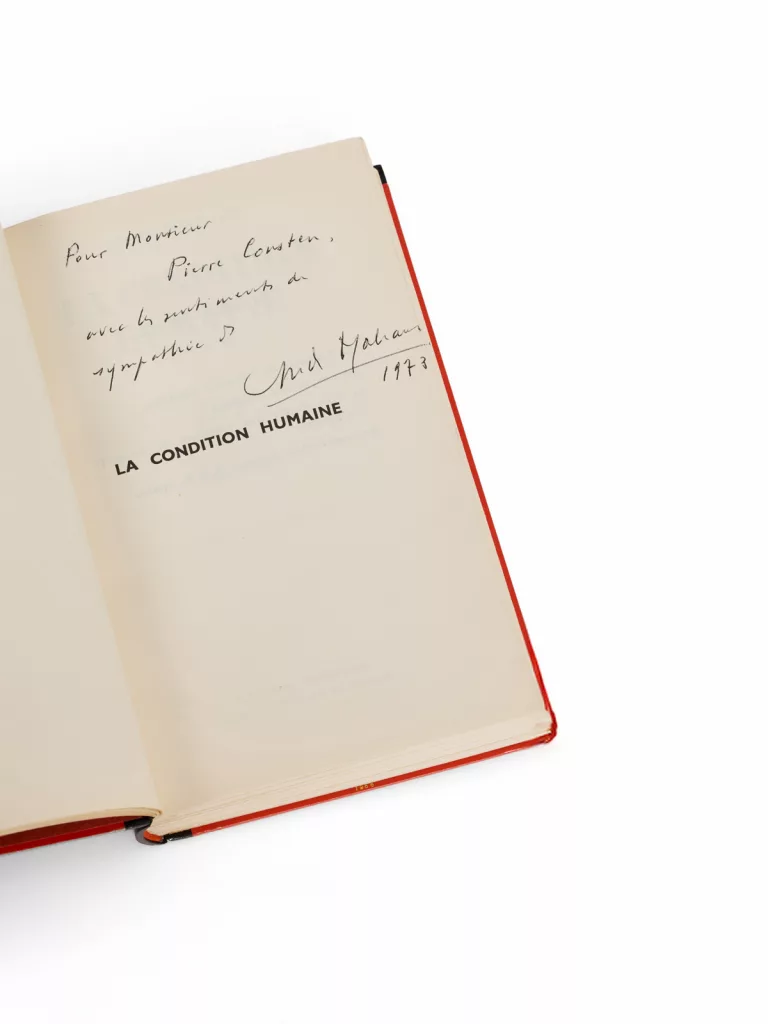 Pour Monsieur
Pierre Consten,
avec les sentiments de
sympathie d'
André Malraux
1973
LA CONDITION HUMAINE